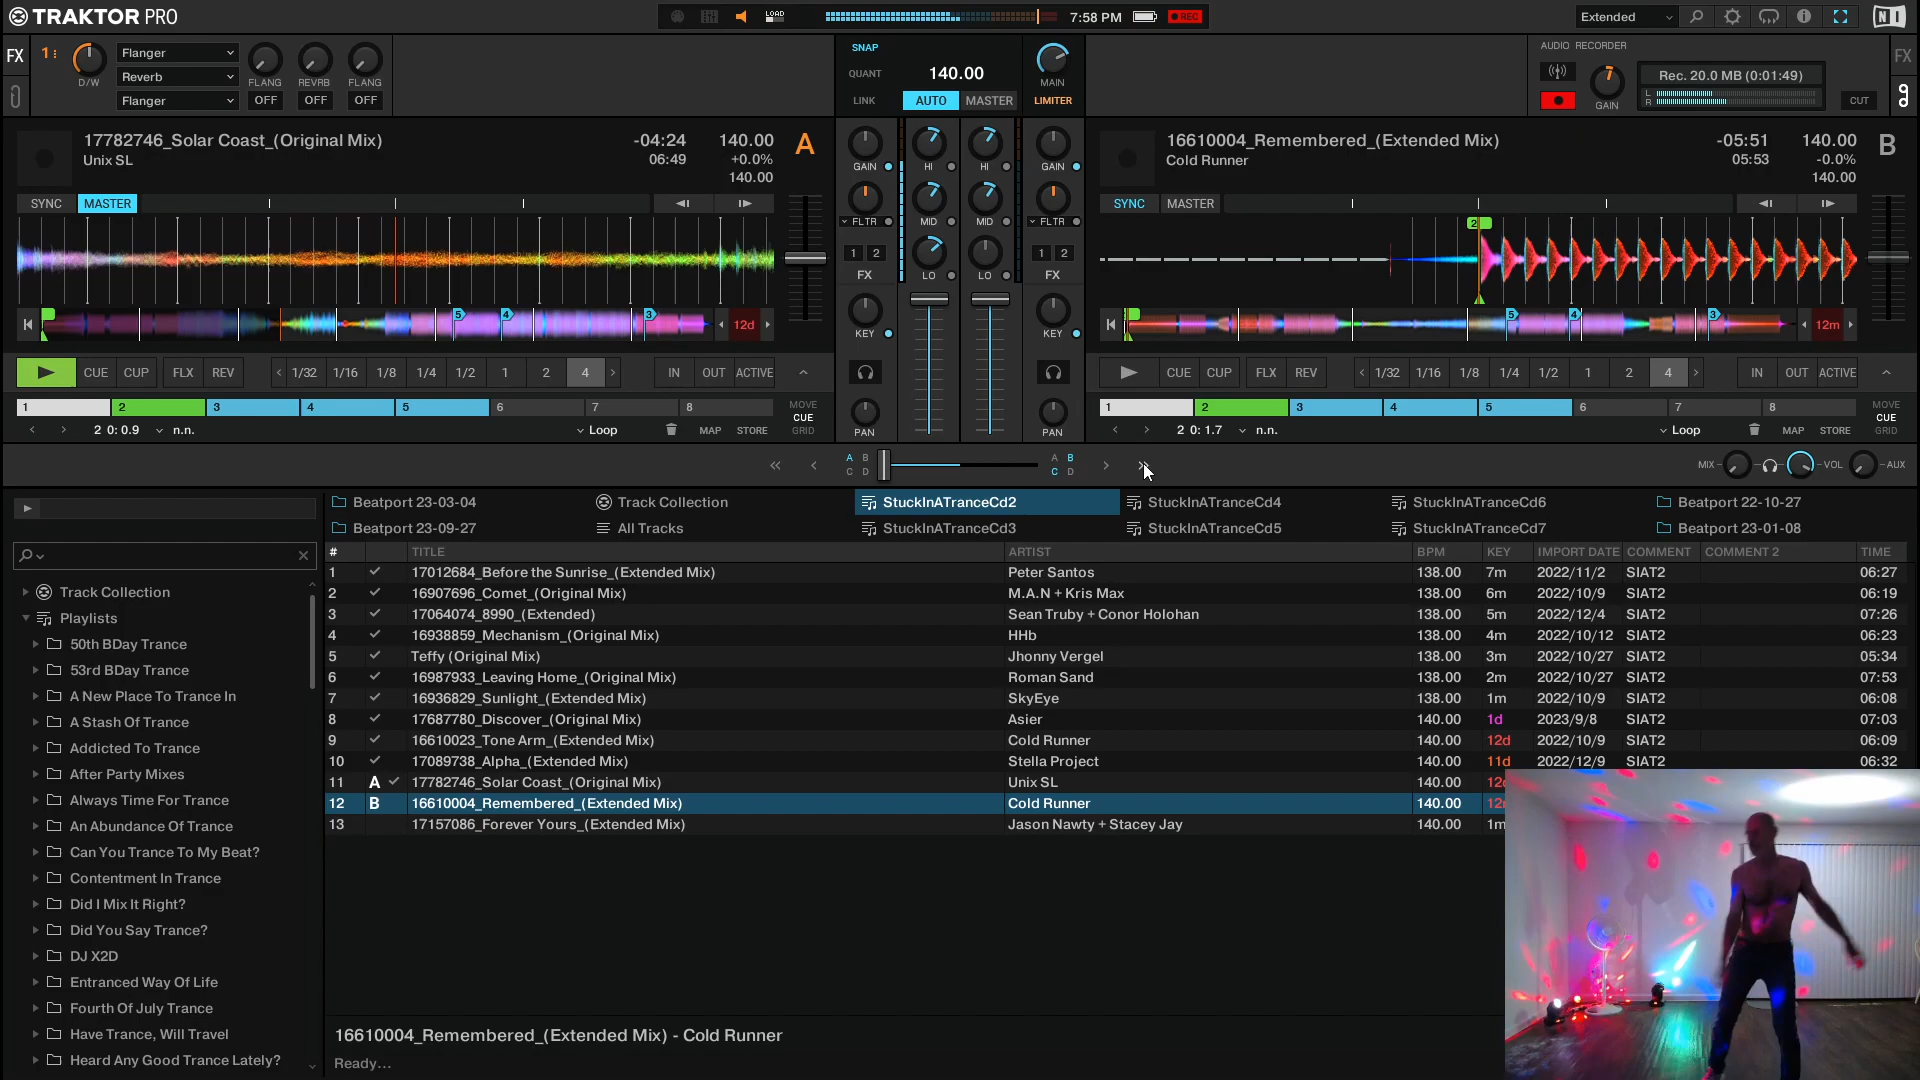 TRAKTOR PRO
LOAD
7:58 PM
REC
Extended
FX
1
D/W
Flanger
Reverb
Flanger
FLANG
REVRB
FLANG
OFF
OFF
OFF
SNAP
QUANT
140.00
LINK
AUTO
MASTER
MAIN
LIMITER
AUDIO RECORDER
GAIN
Rec. 20.0 MB (0:01:49)
L
R
CUT
FX
17782746_Solar Coast_(Original Mix)
Unix SL
-04:24
06:49
140.00
+0.0%
140.00
A
SYNC
MASTER
5
4
3
12d
CUE
CUP
FLX
REV
1/32
1/16
1/8
1/4
1/2
1
2
4
IN
OUT
ACTIVE
1
2
3
4
5
6
7
8
MOVE
CUE
GRID
2 0:0.9
n.n.
Loop
MAP
STORE
GAIN
HI
HI
GAIN
FLTR
MID
MID
FLTR
1 2
FX
LO
LO
1 2
FX
KEY
KEY
PAN
PAN
16610004_Remembered_(Extended Mix)
Cold Runner
-05:51
05:53
140.00
-0.0%
140.00
B
SYNC
MASTER
2
5
4
3
12m
CUE
CUP
FLX
REV
1/32
1/16
1/8
1/4
1/2
1
2
4
IN
OUT
ACTIVE
1
2
3
4
5
6
7
8
MOVE
CUE
GRID
2 0:1.7
n.n.
Loop
MAP
STORE
A B
C D
A B
C D
MIX
VOL
AUX
Beatport 23-03-04
Track Collection
StuckInATranceCd2
StuckInATranceCd4
StuckInATranceCd6
Beatport 22-10-27
Beatport 23-09-27
All Tracks
StuckInATranceCd3
StuckInATranceCd5
StuckInATranceCd7
Beatport 23-01-08
Track Collection
Playlists
50th BDay Trance
53rd BDay Trance
A New Place To Trance In
A Stash Of Trance
Addicted To Trance
After Party Mixes
Always Time For Trance
An Abundance Of Trance
Can You Trance To My Beat?
Contentment In Trance
Did I Mix It Right?
Did You Say Trance?
DJ X2D
Entranced Way Of Life
Fourth Of July Trance
Have Trance, Will Travel
Heard Any Good Trance Lately?
# TITLE ARTIST BPM KEY IMPORT DATE COMMENT COMMENT 2 TIME
1 17012684_Before the Sunrise_(Extended Mix) Peter Santos 138.00 7m 2022/11/2 SIAT2 06:27
2 16907696_Comet_(Original Mix) M.A.N + Kris Max 138.00 6m 2022/10/9 SIAT2 06:19
3 17064074_8990_(Extended) Sean Truby + Conor Holohan 138.00 5m 2022/12/4 SIAT2 07:26
4 16938859_Mechanism_(Original Mix) HHb 138.00 4m 2022/10/12 SIAT2 06:23
5 Teffy (Original Mix) Jhonny Vergel 138.00 3m 2022/10/27 SIAT2 05:34
6 16987933_Leaving Home_(Original Mix) Roman Sand 138.00 2m 2022/10/27 SIAT2 07:53
7 16936829_Sunlight_(Extended Mix) SkyEye 138.00 1m 2022/10/9 SIAT2 06:08
8 17687780_Discover_(Original Mix) Asier 140.00 1d 2023/9/8 SIAT2 07:03
9 16610023_Tone Arm_(Extended Mix) Cold Runner 140.00 12d 2022/10/9 SIAT2 06:09
10 17089738_Alpha_(Extended Mix) Stella Project 140.00 11d 2022/12/9 SIAT2 06:32
11 A 17782746_Solar Coast_(Original Mix) Unix SL 140.00
12 B 16610004_Remembered_(Extended Mix) Cold Runner 140.00
13 17157086_Forever Yours_(Extended Mix) Jason Nawty + Stacey Jay 140.00
16610004_Remembered_(Extended Mix) - Cold Runner
Ready...